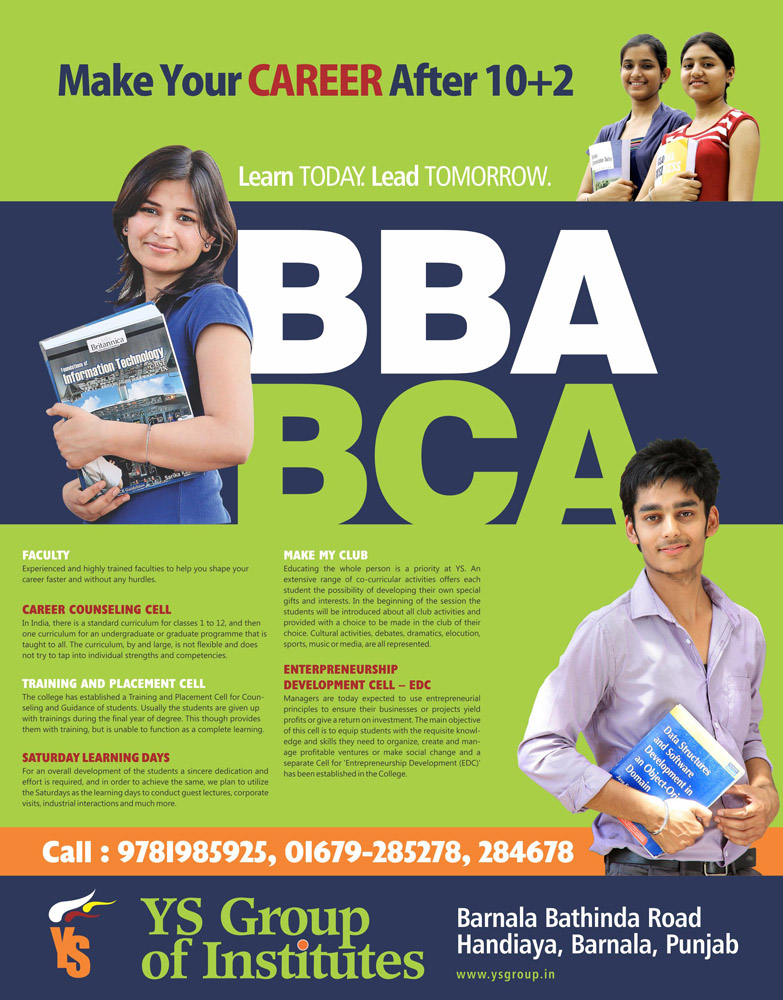 Make Your CAREER After 10+2
Learn TODAY. Lead TOMORROW.
BBA
BCA
Britannica
Foundations of
Information Technology
FACULTY
Experienced and highly trained faculties to help you shape your
career faster and without any hurdles.
CAREER COUNSELING CELL
In India, there is a standard curriculum for classes 1 to 12, and then
one curriculum for an undergraduate or graduate programme that is
taught to all. The curriculum, by and large, is not flexible and does
not try to tap into individual strengths and competencies.
TRAINING AND PLACEMENT CELL
The college has established a Training and Placement Cell for Coun-
seling and Guidance of students. Usually the students are given up
with trainings during the final year of degree. This though provides
them with training, but is unable to function as a complete learning.
SATURDAY LEARNING DAYS
For an overall development of the students a sincere dedication and
effort is required, and in order to achieve the same, we plan to utilize
the Saturdays as the learning days to conduct guest lectures, corporate
visits, industrial interactions and much more.
MAKE MY CLUB
Educating the whole person is a priority at YS. An
extensive range of co-curricular activities offers each
student the possibility of developing their own special
gifts and interests. In the beginning of the session the
students will be introduced about all club activities and
provided with a choice to be made in the club of their
choice. Cultural activities, debates, dramatics, elocution,
sports, music or media, are all represented.
ENTERPRENEURSHIP
DEVELOPMENT CELL – EDC
Managers are today expected to use entrepreneurial
principles to ensure their businesses or projects yield
profits or give a return on investment. The main objective
of this cell is to equip students with the requisite knowl-
edge and skills they need to organize, create and man-
age profitable ventures or make social change and a
separate Cell for 'Enterpreneurship Development (EDC)'
has been established in the College.
Data Structures
and Software
Development in
an Object-Ori
Domain
Call : 9781985925, 01679-285278, 284678
YS
YS Group
of Institutes
Barnala Bathinda Road
Handiaya, Barnala, Punjab
www.ysgroup.in